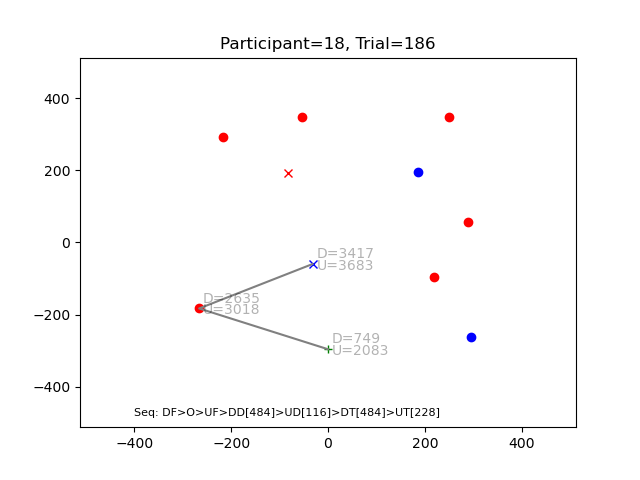 Participant=18, Trial=186
400
200
0
−200
−400
D=3417
U=3683
D=2635
U=3018
D=749
U=2083
Seq: DF>O>UF>DD[484]>UD[116]>DT[484]>UT[228]
−400 −200 0 200 400